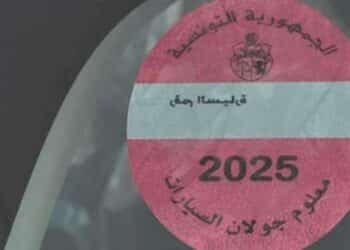 الجمهورية التونسية
2025
معلوم جولان السيارات